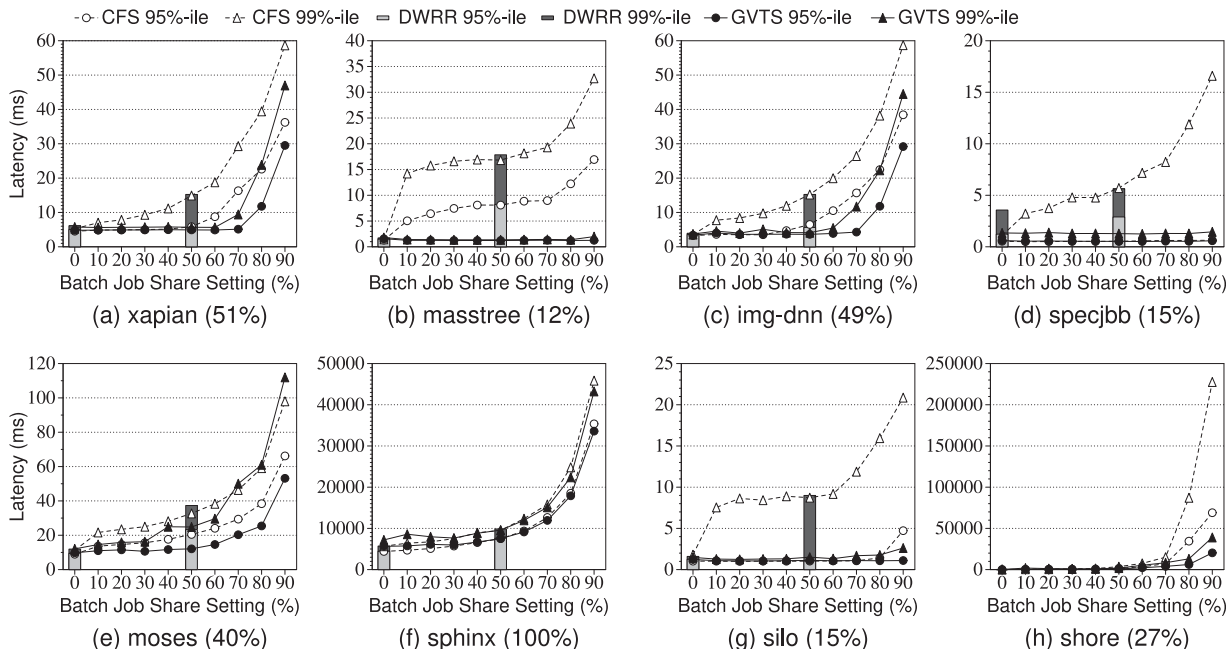 CFS 95%-ile CFS 99%-ile DWRR 95%-ile DWRR 99%-ile GVTS 95%-ile GVTS 99%-ile
Latency (ms)
60
50
40
30
20
10
0
0 10 20 30 40 50 60 70 80 90
Batch Job Share Setting (%)
(a) xapian (51%)
40
35
30
25
20
15
10
5
0
0 10 20 30 40 50 60 70 80 90
Batch Job Share Setting (%)
(b) masstree (12%)
60
50
40
30
20
10
0
0 10 20 30 40 50 60 70 80 90
Batch Job Share Setting (%)
(c) img-dnn (49%)
20
15
10
5
0
0 10 20 30 40 50 60 70 80 90
Batch Job Share Setting (%)
(d) specjbb (15%)
Latency (ms)
120
100
80
60
40
20
0
0 10 20 30 40 50 60 70 80 90
Batch Job Share Setting (%)
(e) moses (40%)
50000
40000
30000
20000
10000
0
0 10 20 30 40 50 60 70 80 90
Batch Job Share Setting (%)
(f) sphinx (100%)
25
20
15
10
5
0
0 10 20 30 40 50 60 70 80 90
Batch Job Share Setting (%)
(g) silo (15%)
250000
200000
150000
100000
50000
0
0 10 20 30 40 50 60 70 80 90
Batch Job Share Setting (%)
(h) shore (27%)